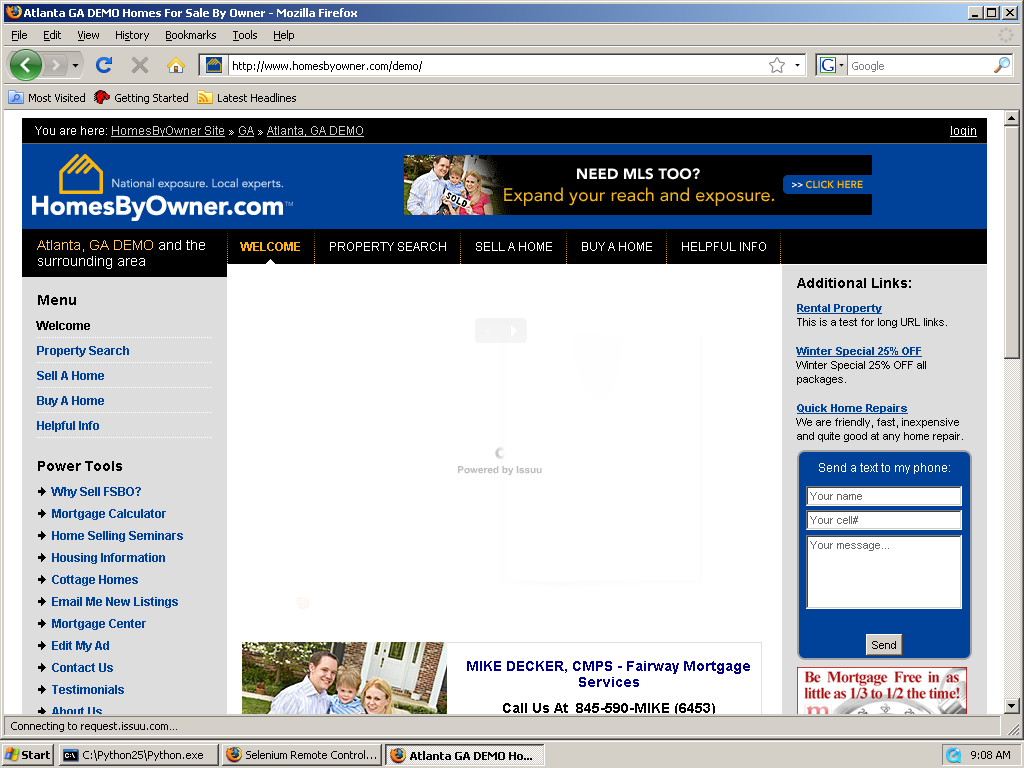 Atlanta GA DEMO Homes For Sale By Owner - Mozilla Firefox
File Edit View History Bookmarks Tools Help
http://www.homesbyowner.com/demo/
Google
Most Visited Getting Started Latest Headlines
You are here: HomesByOwner Site » GA » Atlanta, GA DEMO
login
National exposure. Local experts.
HomesByOwner.com™
SOLD
NEED MLS TOO?
Expand your reach and exposure.
>> CLICK HERE
Atlanta, GA DEMO and the
surrounding area
WELCOME PROPERTY SEARCH SELL A HOME BUY A HOME HELPFUL INFO
Menu
Welcome
Property Search
Sell A Home
Buy A Home
Helpful Info
Power Tools
Why Sell FSBO?
Mortgage Calculator
Home Selling Seminars
Housing Information
Cottage Homes
Email Me New Listings
Mortgage Center
Edit My Ad
Contact Us
Testimonials
About Us
Powered by Issuu
MIKE DECKER, CMPS - Fairway Mortgage
Services
Call Us At 845-590-MIKE (6453)
Additional Links:
Rental Property
This is a test for long URL links.
Winter Special 25% OFF
Winter Special 25% OFF all
packages.
Quick Home Repairs
We are friendly, fast, inexpensive
and quite good at any home repair.
Send a text to my phone:
Your name
Your cell#
Your message...
Send
Be Mortgage Free in as
little as 1/3 to 1/2 the time!
Connecting to request.issuu.com...
Start C:\Python25\Python.exe Selenium Remote Control... Atlanta GA DEMO Ho... 9:08 AM